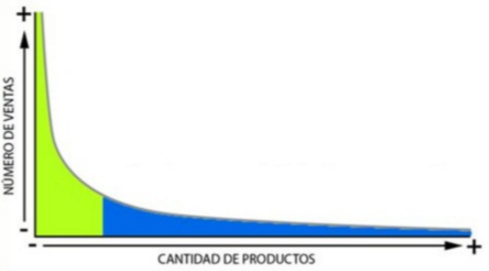 +
NÚMERO DE VENTAS
-
- +
CANTIDAD DE PRODUCTOS